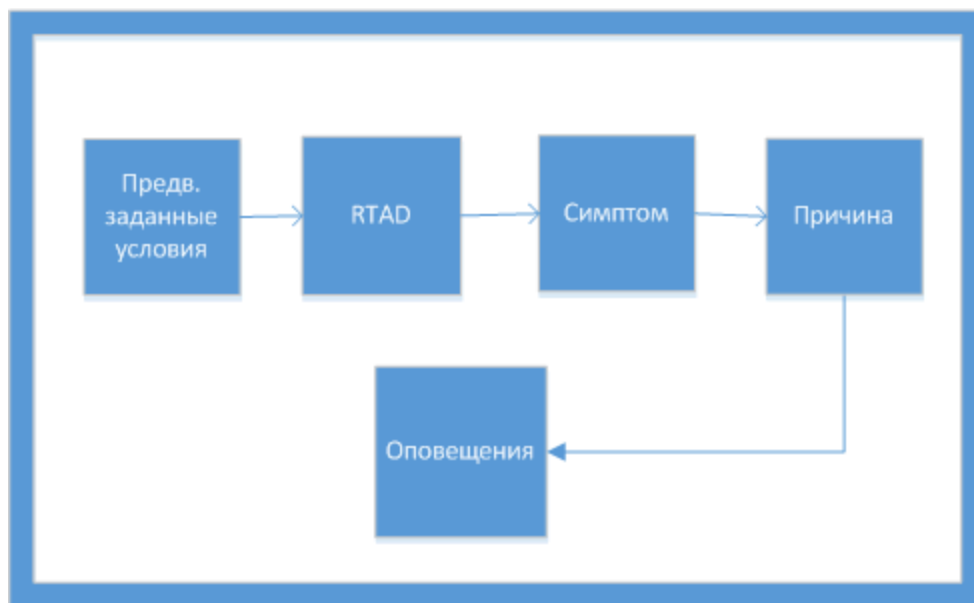 Предв.
заданные
условия
RTAD
Симптом
Причина
Оповещения